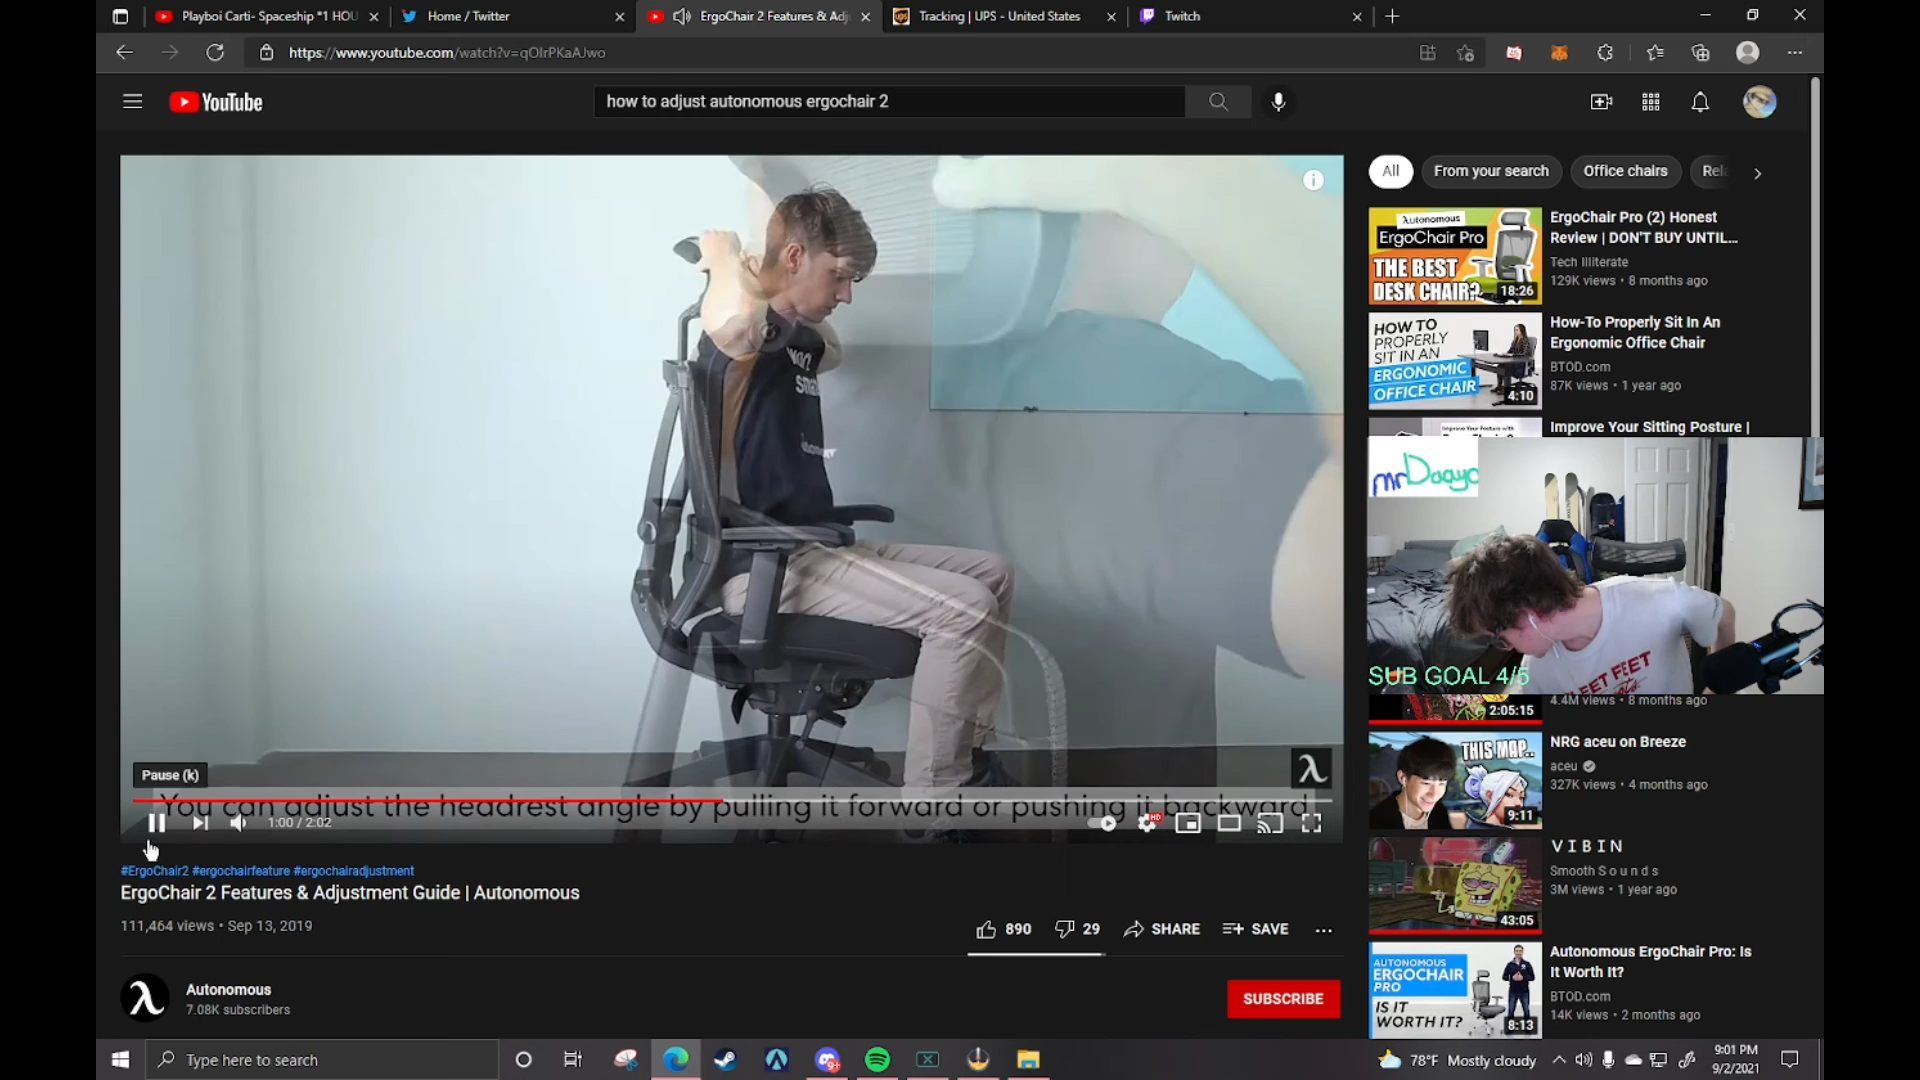 Playboi Carti- Spaceship *1 HOU
Home / Twitter
ErgoChair 2 Features & Adj
Tracking | UPS - United States
Twitch
https://www.youtube.com/watch?v=qOIrPKaAJwo
YouTube
how to adjust autonomous ergochair 2
All
From your search
Office chairs
Rel
Autonomous
ErgoChair Pro
THE BEST
DESK CHAIR?
18:26
ErgoChair Pro (2) Honest
Review | DON'T BUY UNTIL...
Tech Illiterate
129K views • 8 months ago
HOW TO
PROPERLY
SIT IN AN
ERGONOMIC
OFFICE CHAIR
4:10
How-To Properly Sit In An
Ergonomic Office Chair
BTOD.com
87K views • 1 year ago
Improve Your Posture with
Improve Your Sitting Posture |
SUB GOAL 4/5
2:05:15
4.4M views • 8 months ago
THIS MAP..
9:11
NRG aceu on Breeze
aceu
327K views • 4 months ago
43:05
V I B I N
Smooth S o u n d s
3M views • 1 year ago
AUTONOMOUS
ERGOCHAIR
PRO
IS IT
WORTH IT?
8:13
Autonomous ErgoChair Pro: Is
It Worth It?
BTOD.com
14K views • 2 months ago
Pause (k)
You can adjust the headrest angle by pulling it forward or pushing it backward
1:00 / 2:02
HD
#ErgoChair2 #ergochairfeature #ergochairadjustment
ErgoChair 2 Features & Adjustment Guide | Autonomous
111,464 views • Sep 13, 2019
890
29
SHARE
SAVE
Autonomous
7.08K subscribers
SUBSCRIBE
Type here to search
78°F Mostly cloudy
9:01 PM
9/2/2021